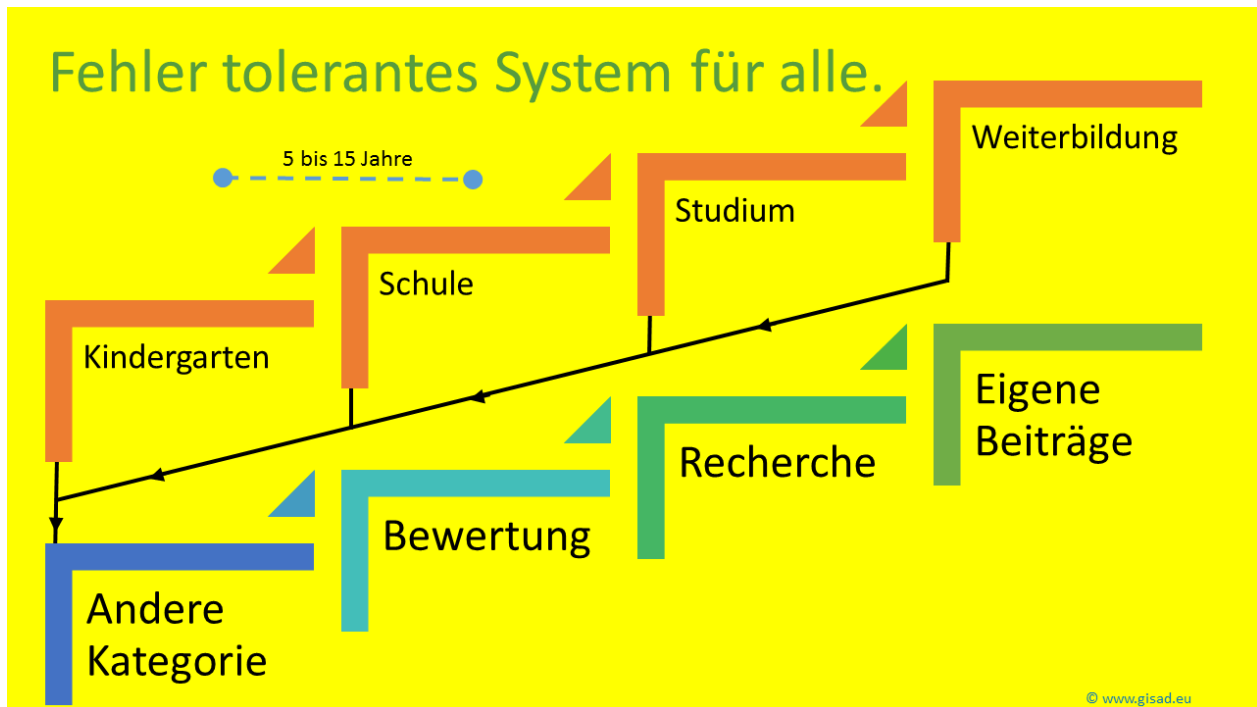 Fehler tolerantes System für alle.
5 bis 15 Jahre
Kindergarten
Schule
Studium
Weiterbildung
Andere
Kategorie
Bewertung
Recherche
Eigene
Beiträge
© www.gisad.eu